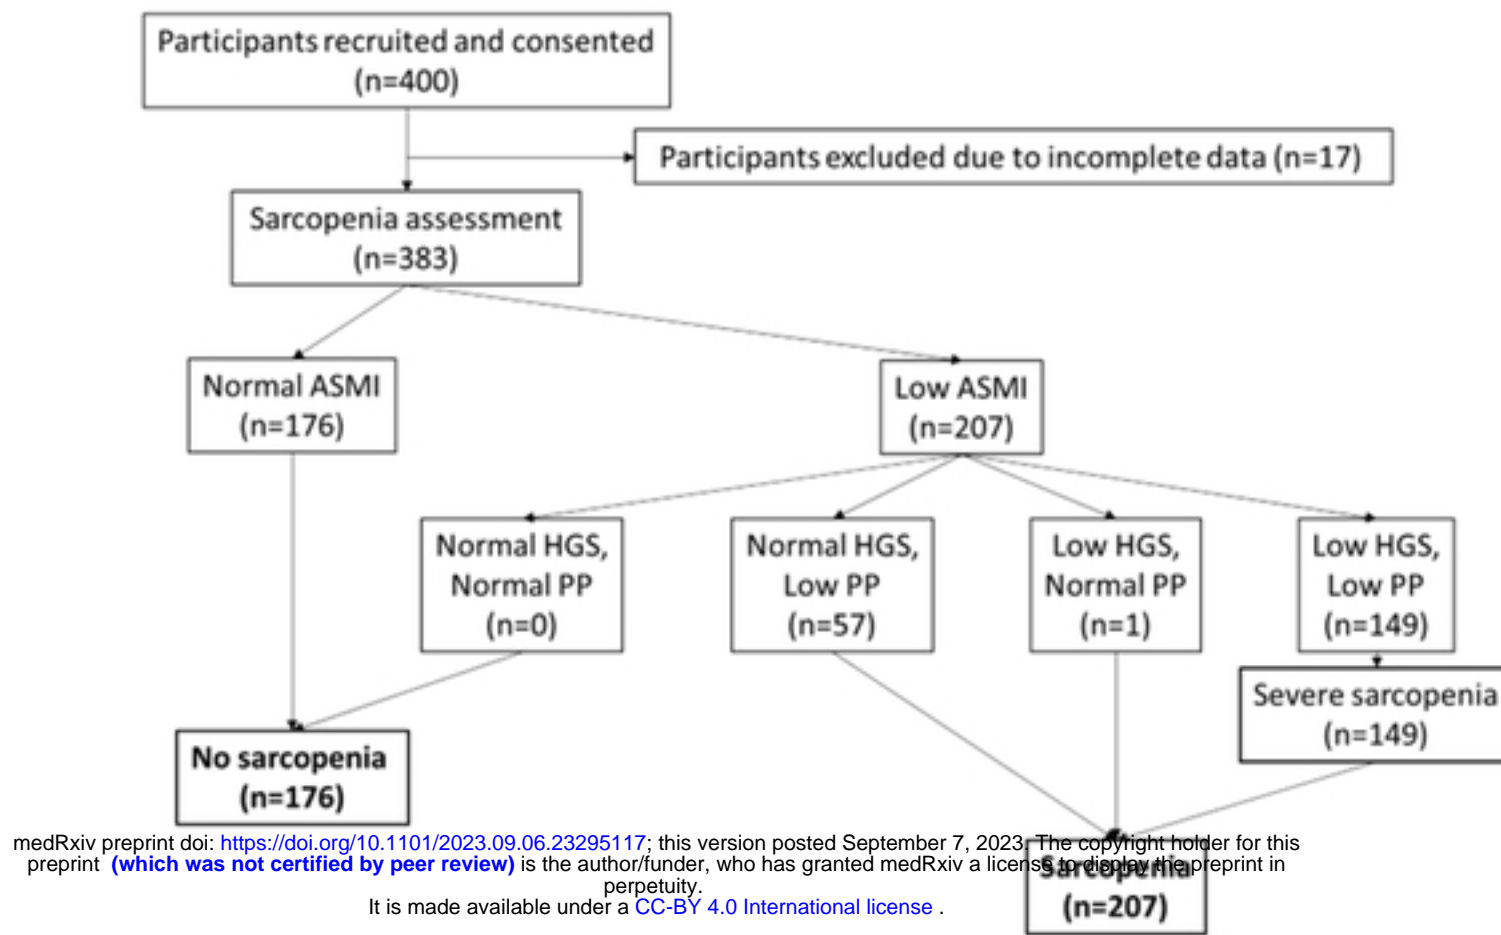 Participants recruited and consented
(n=400)
Participants excluded due to incomplete data (n=17)
Sarcopenia assessment
(n=383)
Normal ASMI
(n=176)
Low ASMI
(n=207)
Normal HGS,
Normal PP
(n=0)
Normal HGS,
Low PP
(n=57)
Low HGS,
Normal PP
(n=1)
Low HGS,
Low PP
(n=149)
Severe sarcopenia
(n=149)
No sarcopenia
(n=176)
Sarcopenia
(n=207)
medRxiv preprint doi: https://doi.org/10.1101/2023.09.06.23295117; this version posted September 7, 2023. The copyright holder for this
preprint (which was not certified by peer review) is the author/funder, who has granted medRxiv a license to display the preprint in
perpetuity.
It is made available under a CC-BY 4.0 International license .